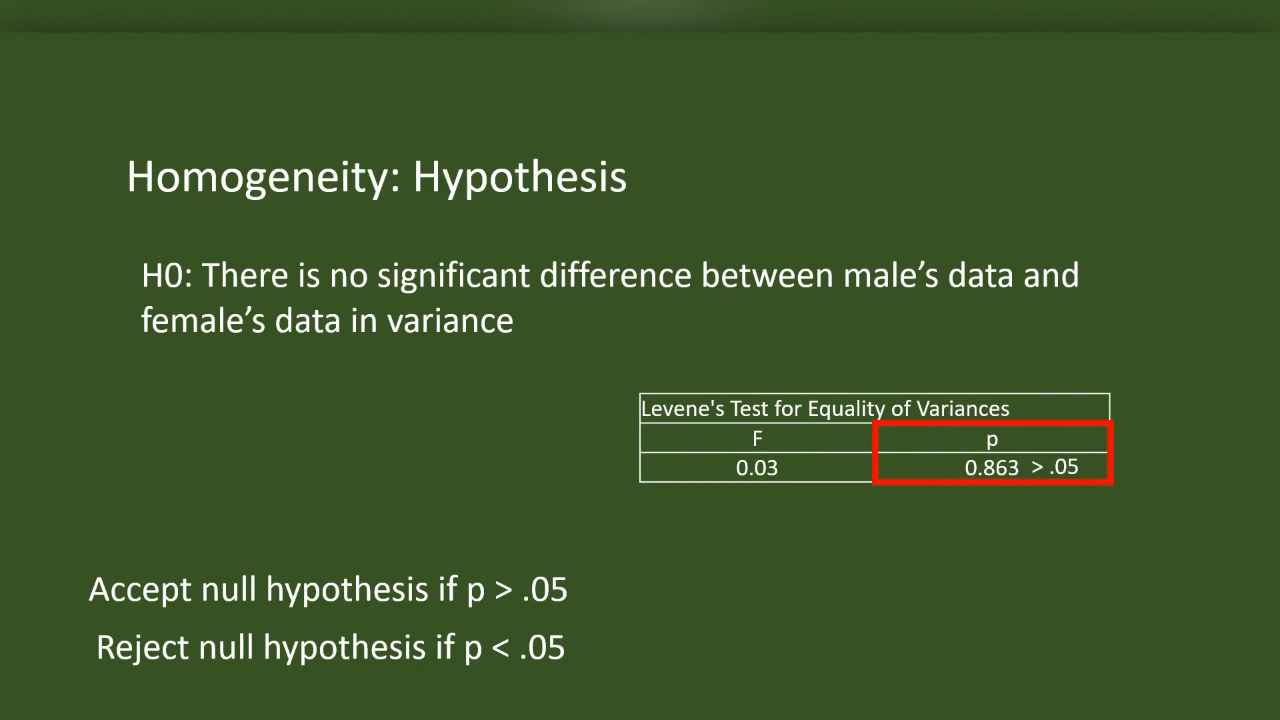 Homogeneity: Hypothesis
H0: There is no significant difference between male’s data and
female’s data in variance
Levene's Test for Equality of Variances
F p
0.03 0.863 > .05
Accept null hypothesis if p > .05
Reject null hypothesis if p < .05